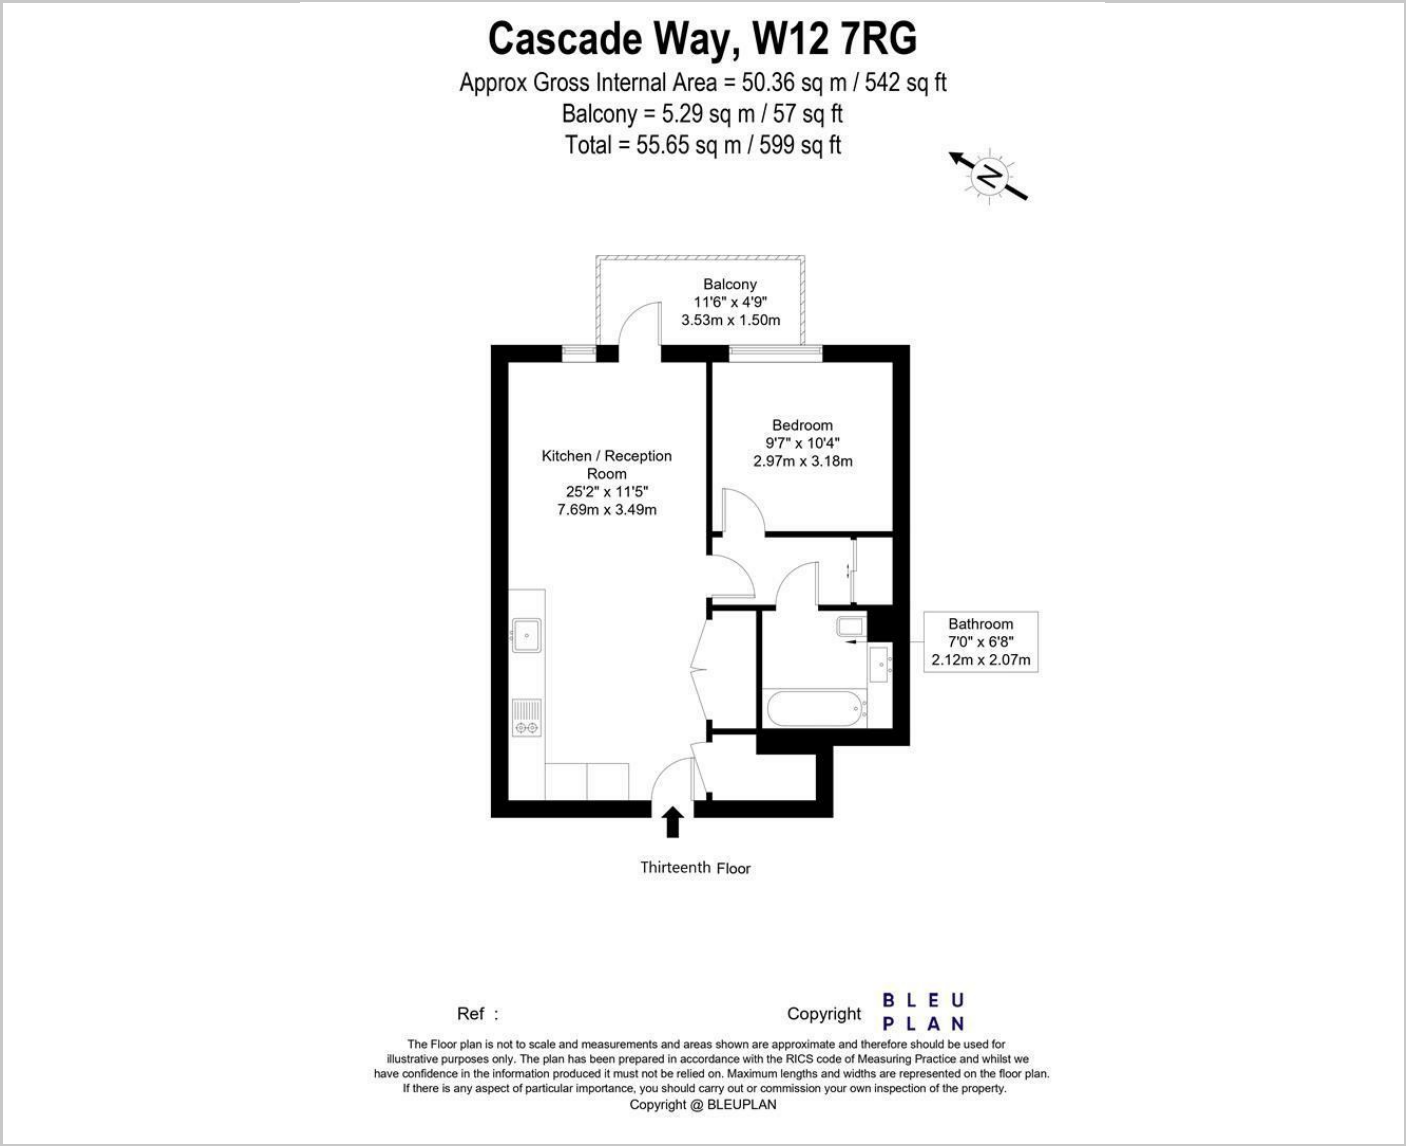 Cascade Way, W12 7RG
Approx Gross Internal Area = 50.36 sq m / 542 sq ft
Balcony = 5.29 sq m / 57 sq ft
Total = 55.65 sq m / 599 sq ft
N
Balcony
11'6" x 4'9"
3.53m x 1.50m
Bedroom
9'7" x 10'4"
2.97m x 3.18m
Kitchen / Reception
Room
25'2" x 11'5"
7.69m x 3.49m
Bathroom
7'0" x 6'8"
2.12m x 2.07m
Thirteenth Floor
Ref :
Copyright
BLEU
PLAN
The Floor plan is not to scale and measurements and areas shown are approximate and therefore should be used for
illustrative purposes only. The plan has been prepared in accordance with the RICS code of Measuring Practice and whilst we
have confidence in the information produced it must not be relied on. Maximum lengths and widths are represented on the floor plan.
If there is any aspect of particular importance, you should carry out or commission your own inspection of the property.
Copyright @ BLEUPLAN